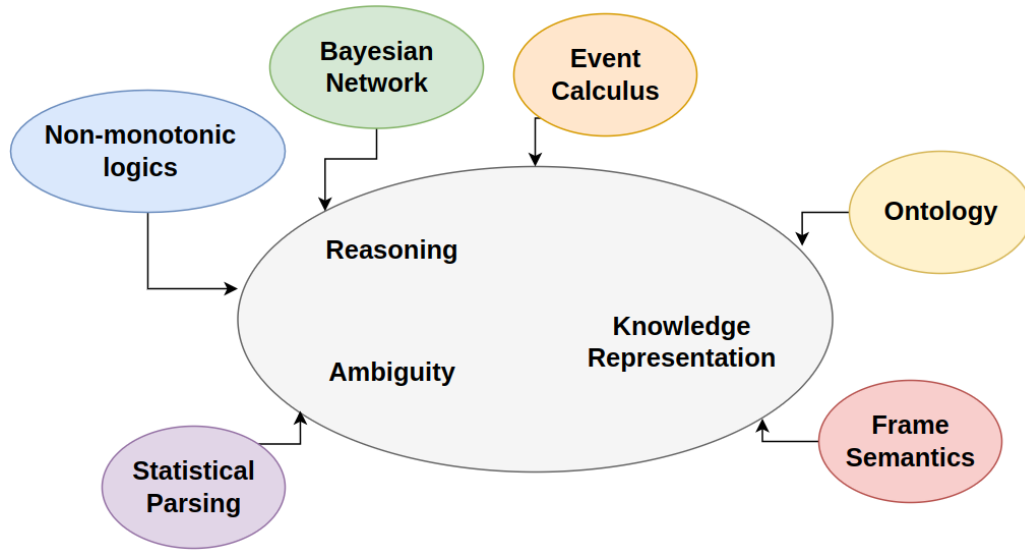 Bayesian
Network
Event
Calculus
Non-monotonic
logics
Ontology
Reasoning
Knowledge
Representation
Ambiguity
Frame
Semantics
Statistical
Parsing